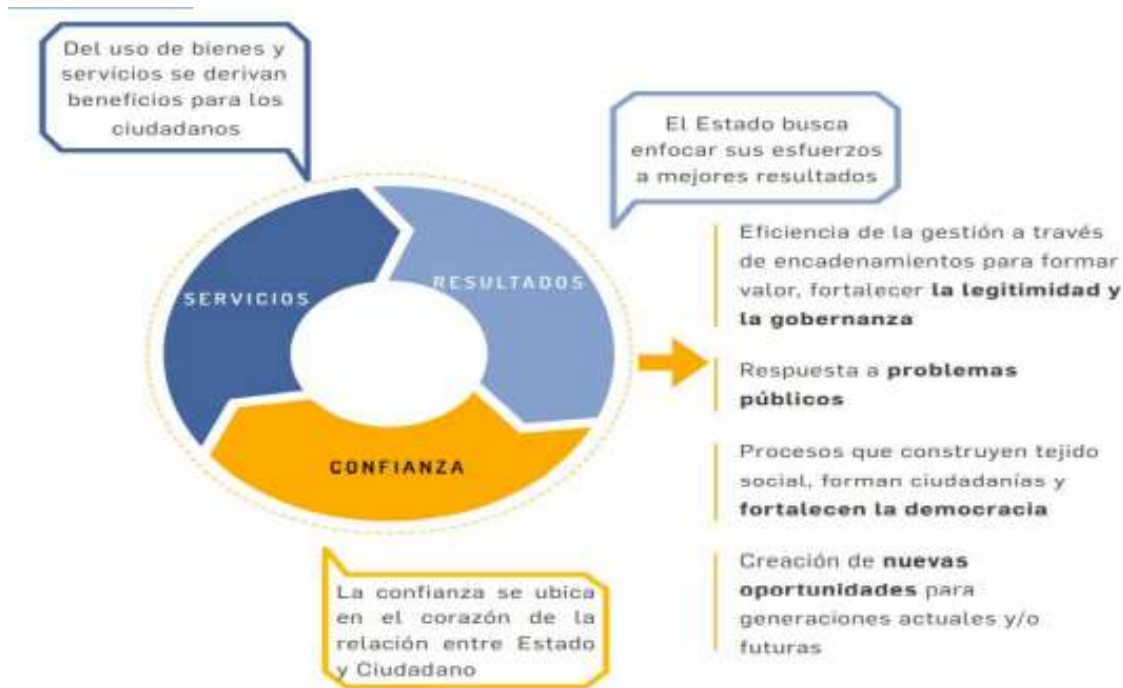 Del uso de bienes y
servicios se derivan
beneficios para los
ciudadanos
El Estado busca
enfocar sus esfuerzos
a mejores resultados
SERVICIOS
RESULTADOS
CONFIANZA
La confianza se ubica
en el corazón de la
relación entre Estado
y Ciudadano
Eficiencia de la gestión a través
de encadenamientos para formar
valor, fortalecer la legitimidad y
la gobernanza
Respuesta a problemas
públicos
Procesos que construyen tejido
social, forman ciudadanías y
fortalecen la democracia
Creación de nuevas
oportunidades para
generaciones actuales y/o
futuras